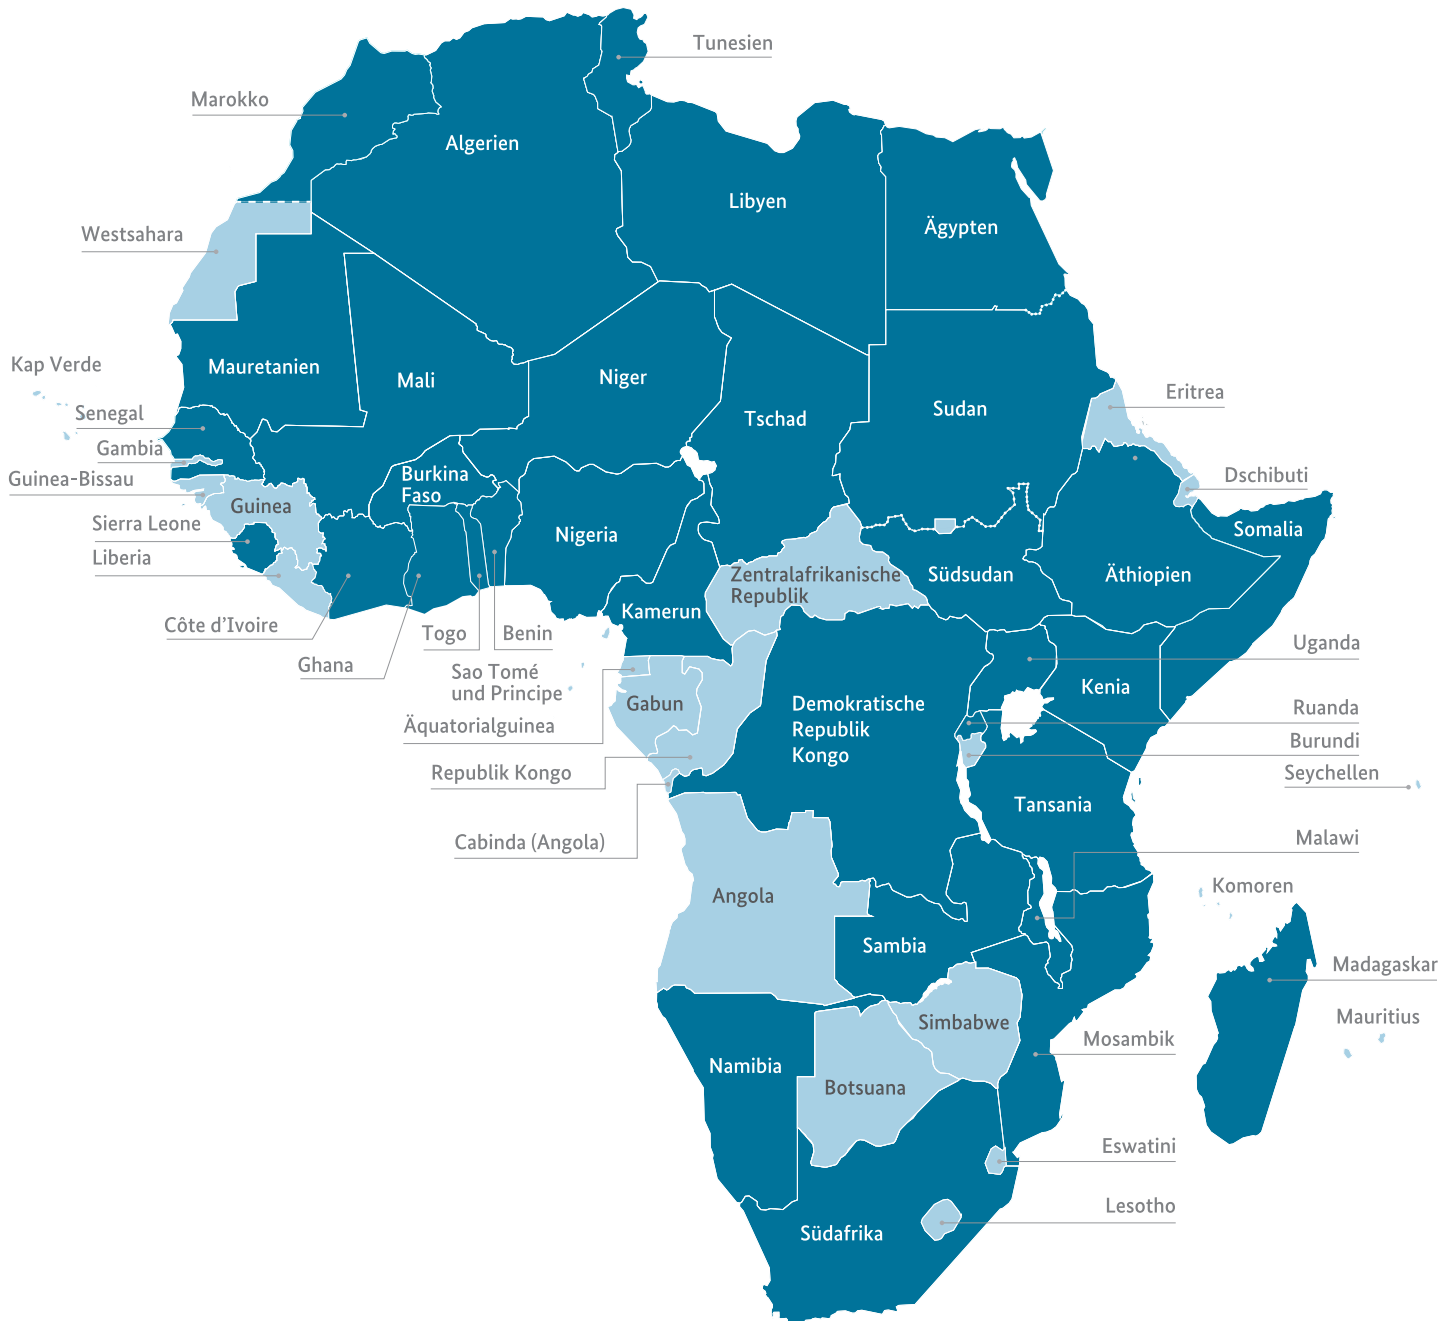 Tunesien
Marokko
Algerien
Libyen
Ägypten
Westsahara
Kap Verde
Mauretanien
Mali
Niger
Tschad
Sudan
Eritrea
Senegal
Gambia
Guinea-Bissau
Guinea
Sierra Leone
Liberia
Burkina
Faso
Nigeria
Dschibuti
Somalia
Zentralafrikanische
Republik
Südsudan
Äthiopien
Kamerun
Côte d’Ivoire
Ghana
Togo
Benin
Sao Tomé
und Principe
Äquatorialguinea
Gabun
Republik Kongo
Cabinda (Angola)
Demokratische
Republik
Kongo
Uganda
Kenia
Ruanda
Burundi
Seychellen
Tansania
Malawi
Komoren
Angola
Sambia
Madagaskar
Mauritius
Simbabwe
Mosambik
Namibia
Botsuana
Eswatini
Lesotho
Südafrika